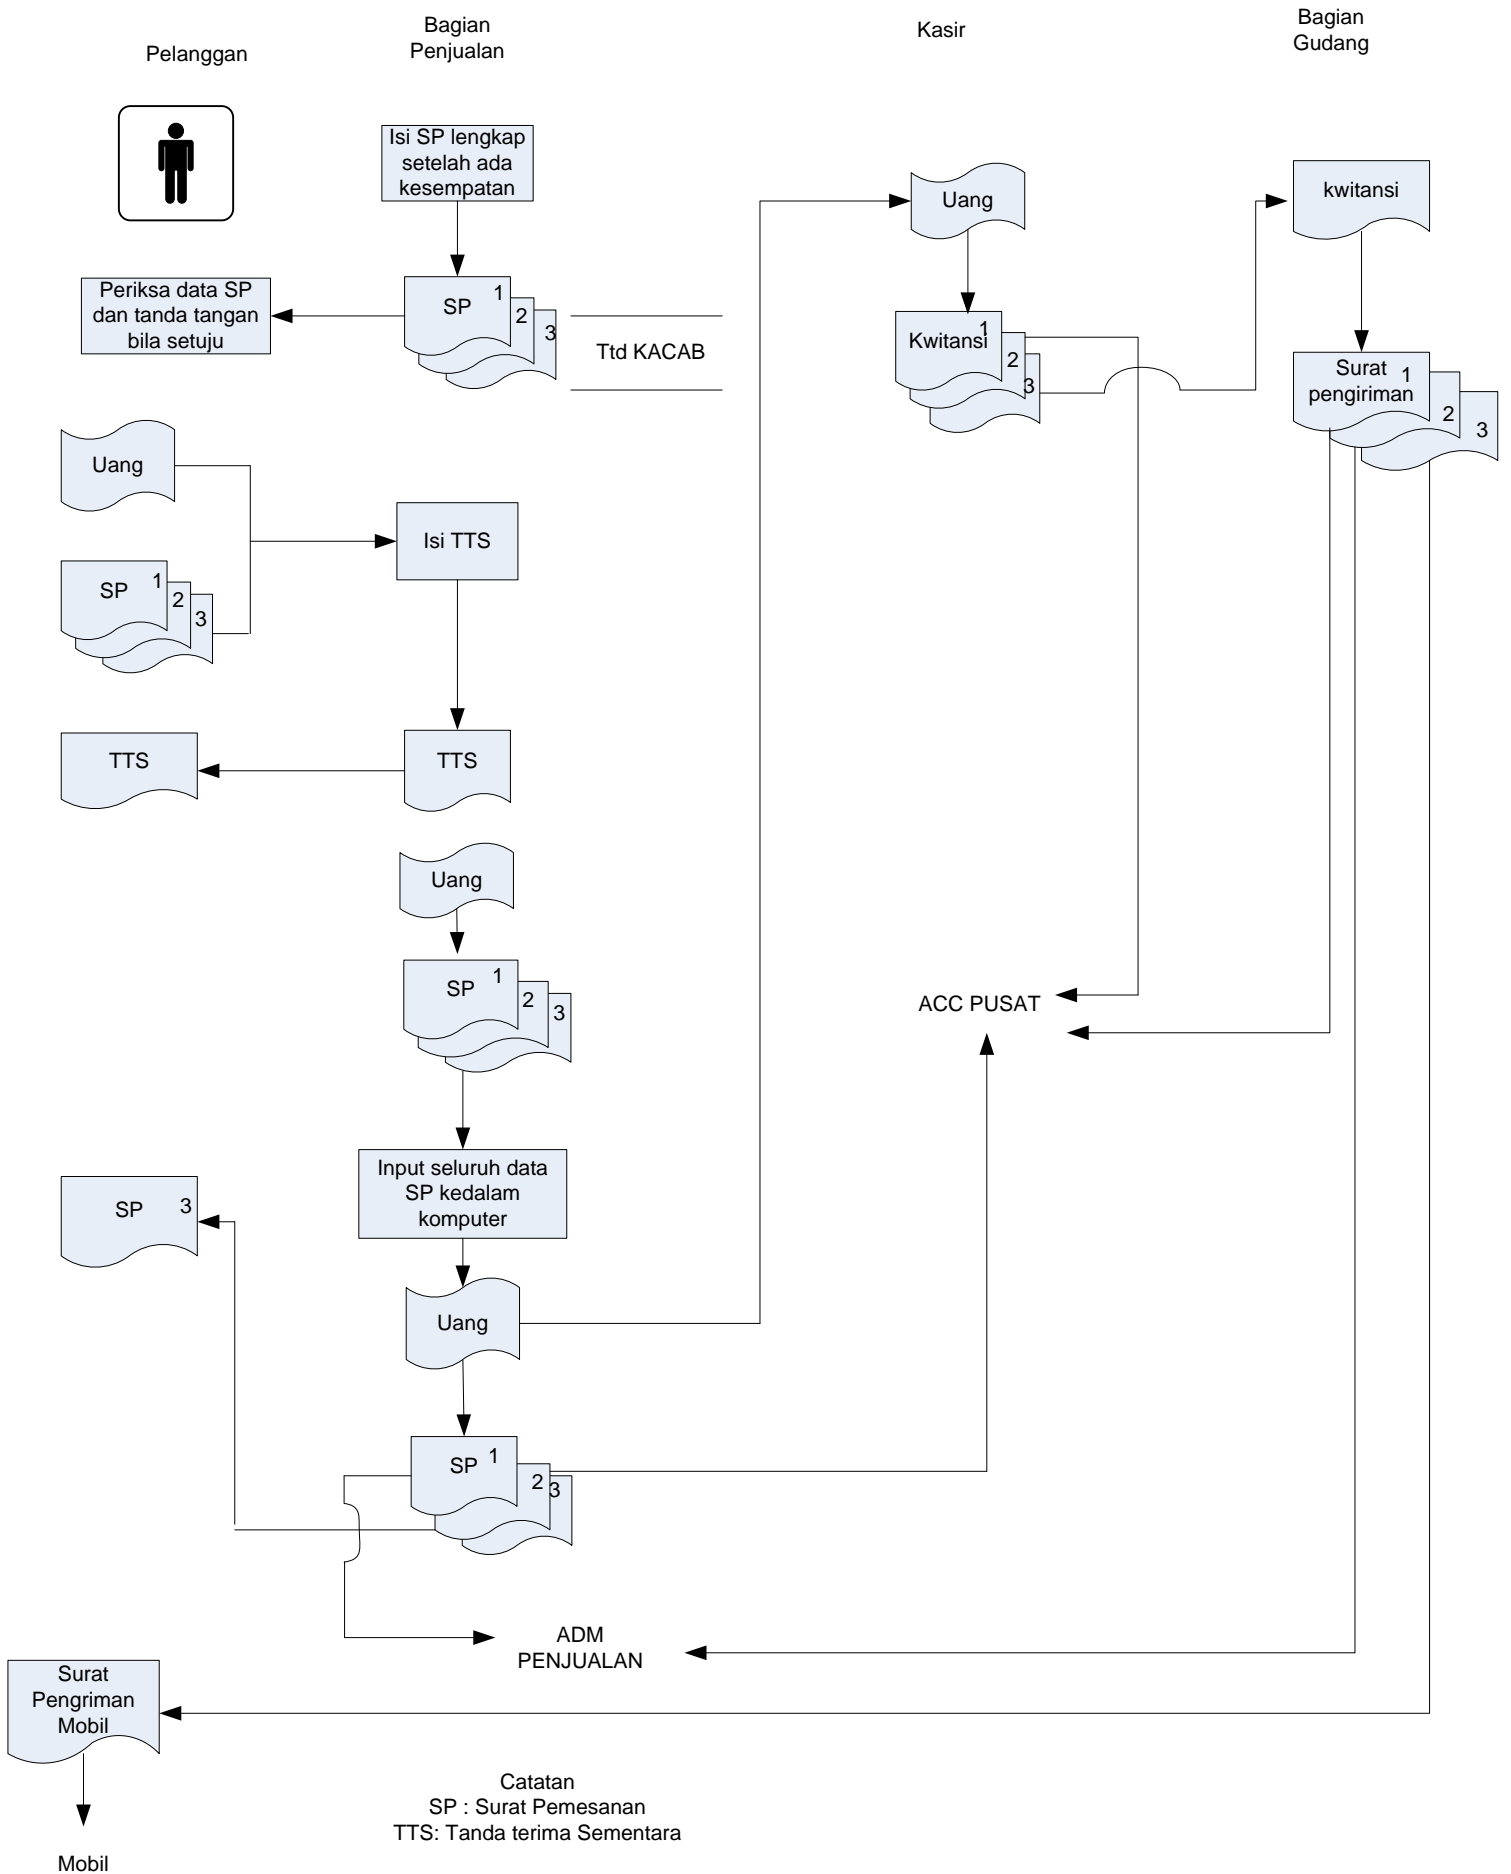 Pelanggan
Bagian
Penjualan
Kasir
Bagian
Gudang
Isi SP lengkap
setelah ada
kesempatan
Uang
kwitansi
Periksa data SP
dan tanda tangan
bila setuju
SP
1
2
3
Ttd KACAB
Kwitansi
1
2
3
Surat
pengiriman
1
2
3
Uang
Isi TTS
SP
1
2
3
TTS
TTS
Uang
SP
1
2
3
ACC PUSAT
Input seluruh data
SP kedalam
komputer
SP
3
Uang
SP
1
2
3
ADM
PENJUALAN
Surat
Pengriman
Mobil
Mobil
Catatan
SP : Surat Pemesanan
TTS: Tanda terima Sementara